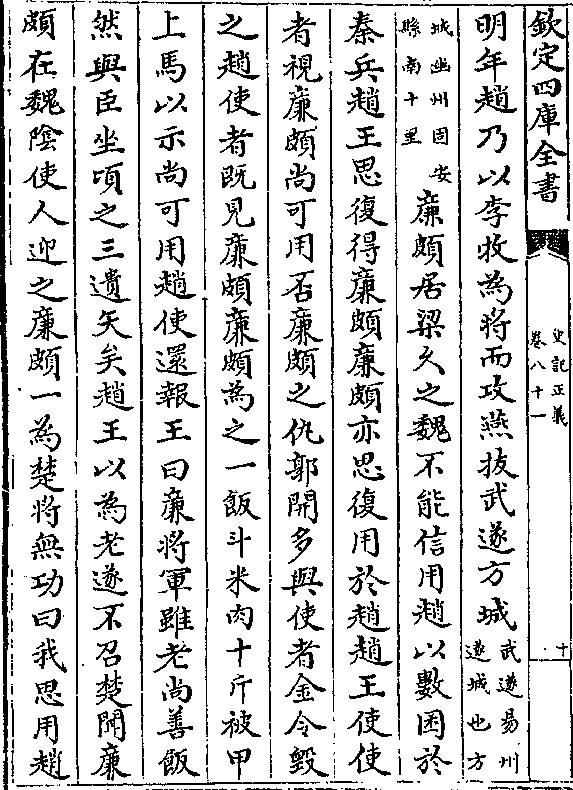 欽定四庫全書
史記正義
卷八十一
十
明年趙乃以李牧為將而攻燕拔武遂方城武遂易州遂城也方
城幽州固安縣南十里廉頗居梁久之魏不能信用趙以數困於
秦兵趙王思復得廉頗廉頗亦思復用於趙趙王使使
者視廉頗尚可用否廉頗之仇郭開多與使者金令毀
之趙使者既見廉頗廉頗為之一飯斗米肉十斤被甲
上馬以示尚可用趙使還報王曰廉將軍雖老尚善飯
然與臣坐頃之三遺矢矣趙王以為老遂不召楚聞廉
頗在魏陰使人迎之廉頗一為楚將無功曰我思用趙